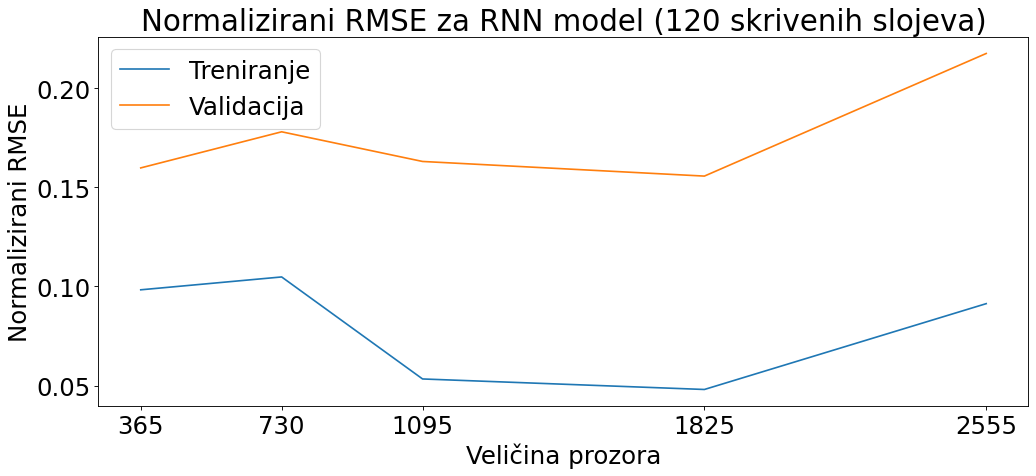 Normalizirani RMSE za RNN model (120 skrivenih slojeva)
Treniranje
Validacija
Normalizirani RMSE
0.20
0.15
0.10
0.05
365 730 1095 1825 2555
Veličina prozora